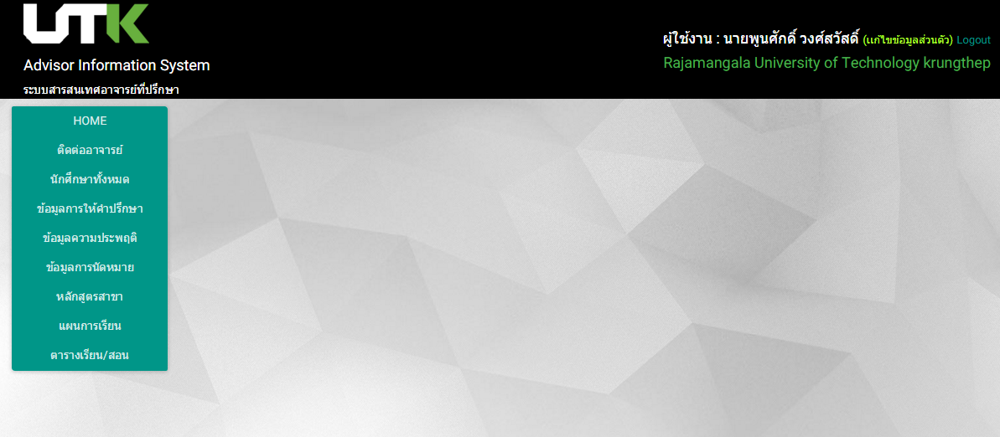 UTK
Advisor Information System
ระบบสารสนเทศอาจารย์ที่ปรึกษา
ผู้ใช้งาน : นายพูนศักดิ์ วงศ์สวัสดิ์ (แก้ไขข้อมูลส่วนตัว) Logout
Rajamangala University of Technology krungthep
HOME
ติดต่ออาจารย์
นักศึกษาทั้งหมด
ข้อมูลการให้คำปรึกษา
ข้อมูลความประพฤติ
ข้อมูลการนัดหมาย
หลักสูตรสาขา
แผนการเรียน
ตารางเรียน/สอน